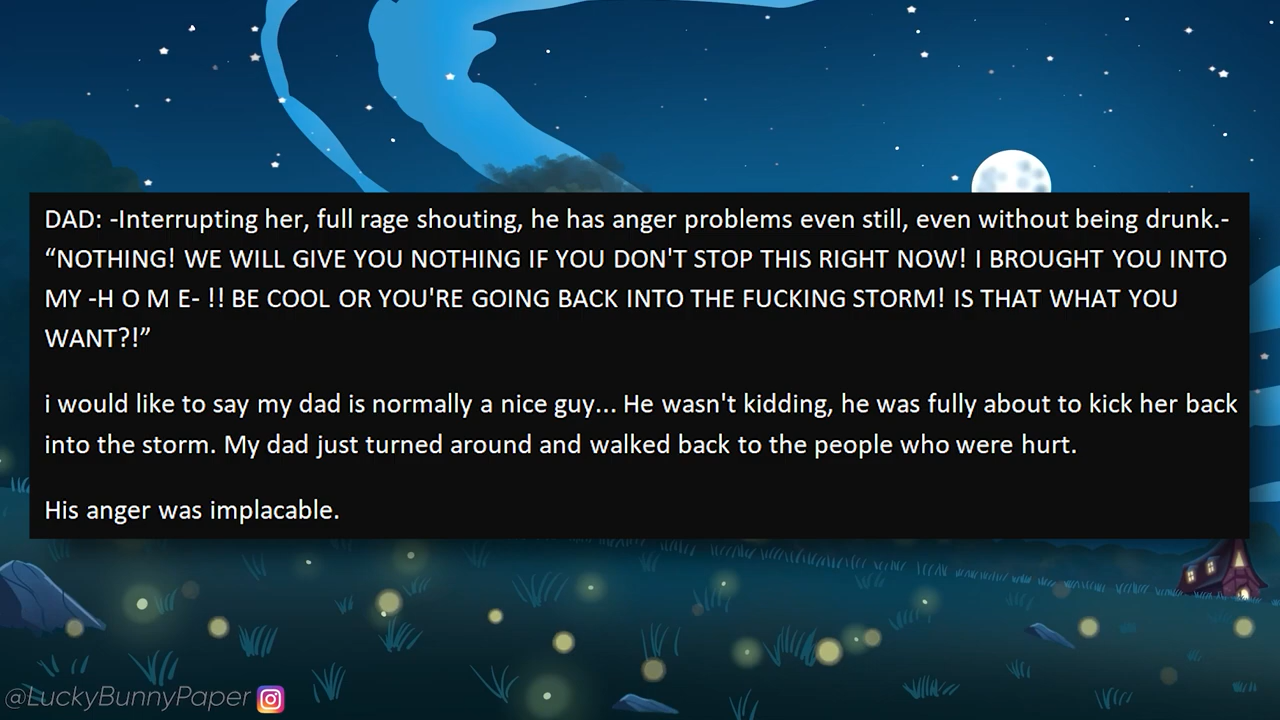 DAD: -Interrupting her, full rage shouting, he has anger problems even still, even without being drunk.-
“NOTHING! WE WILL GIVE YOU NOTHING IF YOU DON'T STOP THIS RIGHT NOW! I BROUGHT YOU INTO
MY -H O M E- !! BE COOL OR YOU'RE GOING BACK INTO THE FUCKING STORM! IS THAT WHAT YOU
WANT?!”
i would like to say my dad is normally a nice guy... He wasn't kidding, he was fully about to kick her back
into the storm. My dad just turned around and walked back to the people who were hurt.
His anger was implacable.
@LuckyBunnyPaper